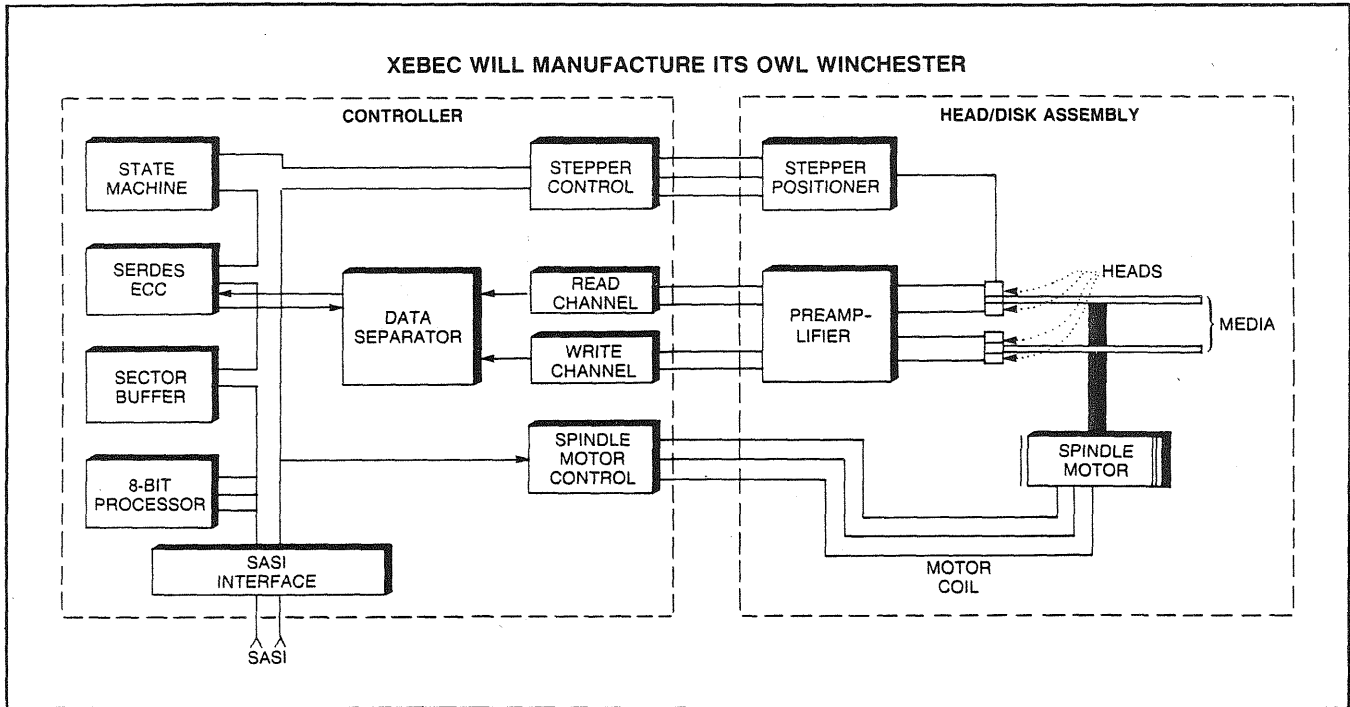 XEBEC WILL MANUFACTURE ITS OWL WINCHESTER
CONTROLLER
STATE
MACHINE
SERDES
ECC
SECTOR
BUFFER
8-BIT
PROCESSOR
SASI
INTERFACE
SASI
DATA
SEPARATOR
STEPPER
CONTROL
READ
CHANNEL
WRITE
CHANNEL
SPINDLE
MOTOR
CONTROL
HEAD/DISK ASSEMBLY
STEPPER
POSITIONER
PREAMP-
LIFIER
HEADS
MEDIA
SPINDLE
MOTOR
MOTOR
COIL